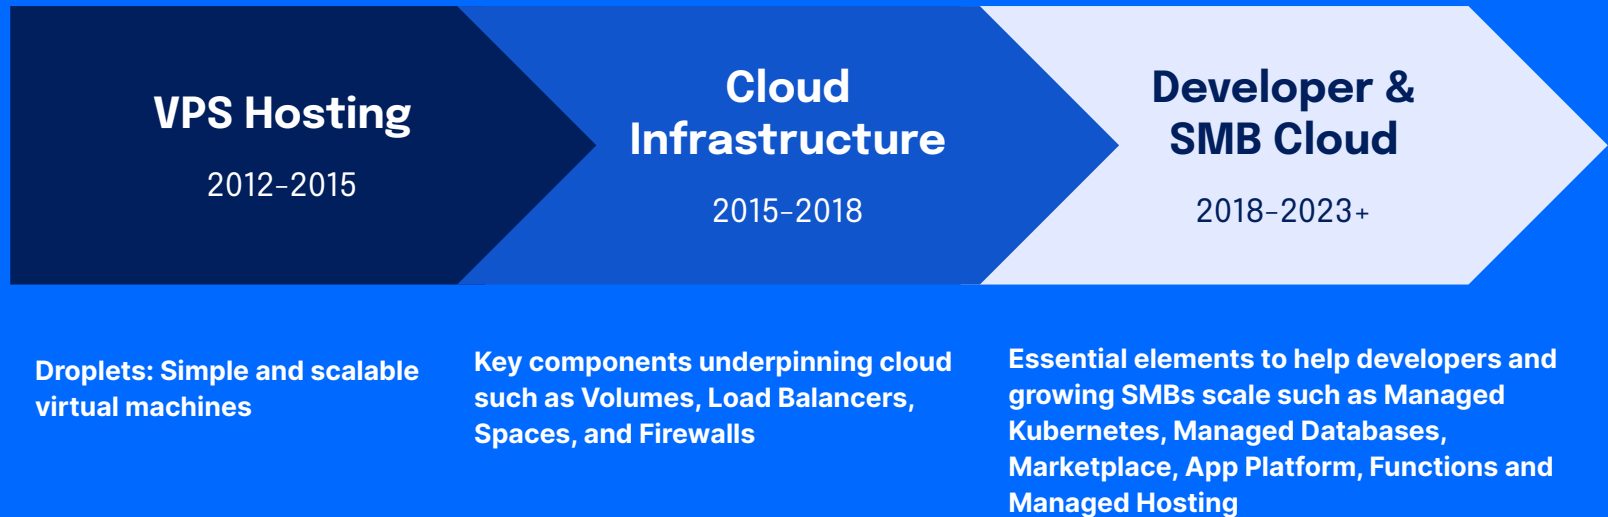 VPS Hosting
2012-2015
Cloud
Infrastructure
2015-2018
Developer &
SMB Cloud
2018-2023+
Droplets: Simple and scalable
virtual machines
Key components underpinning cloud
such as Volumes, Load Balancers,
Spaces, and Firewalls
Essential elements to help developers and
growing SMBs scale such as Managed
Kubernetes, Managed Databases,
Marketplace, App Platform, Functions and
Managed Hosting